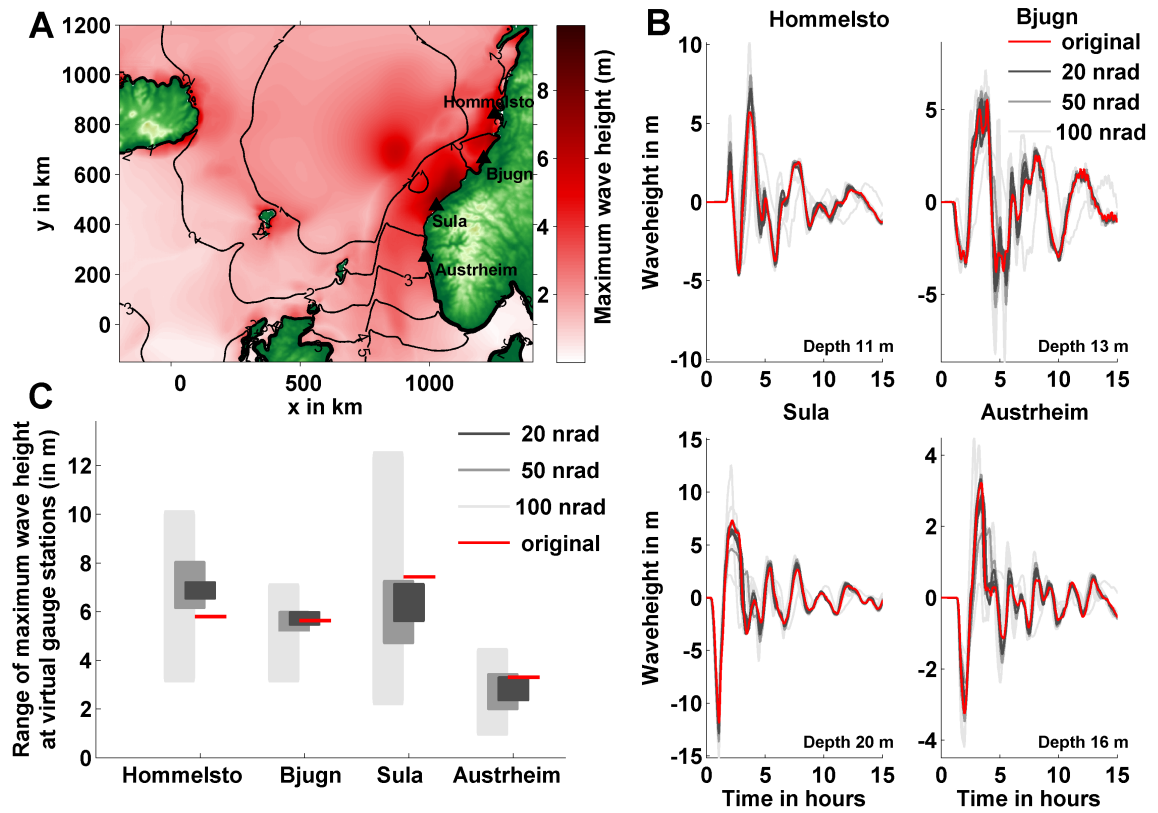 A
1200
1000
800
600
400
200
0
y in km
0
500
1000
x in km
Hommelsto
Bjugn
Sula
Austrheim
8
6
4
2
Maximum wave height (m)
B
Hommelsto
10
5
0
-5
-10
Waveheight in m
Depth 11 m
0 5 10 15
Bjugn
original
20 nrad
50 nrad
100 nrad
5
0
-5
Depth 13 m
0 5 10 15
C
12
10
8
6
4
2
0
Range of maximum wave height
at virtual gauge stations (in m)
20 nrad
50 nrad
100 nrad
original
Hommelsto Bjugn Sula Austrheim
Sula
15
10
5
0
-5
-10
-15
Waveheight in m
Depth 20 m
0 5 10 15
Time in hours
Austrheim
4
2
0
-2
-4
Depth 16 m
0 5 10 15
Time in hours